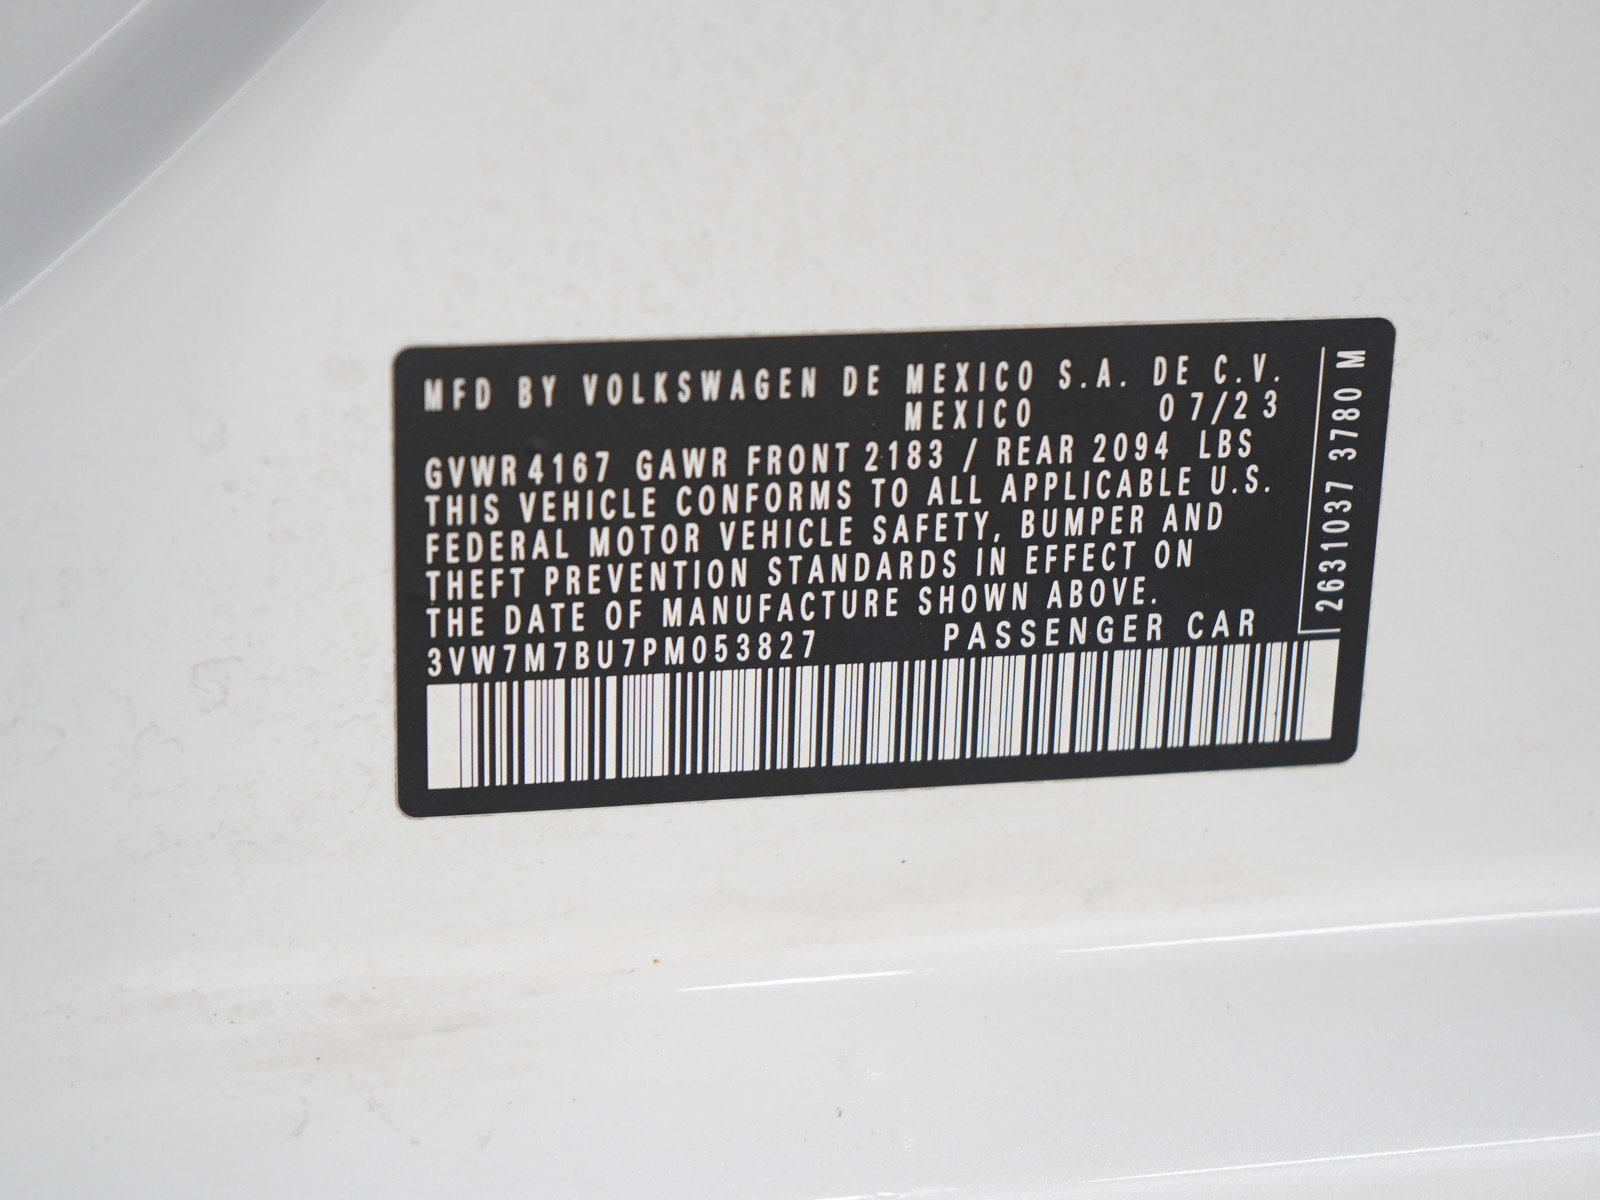 MFD BY VOLKSWAGEN DE MEXICO S.A. DE C.V.
MEXICO 07/23
GVWR 4167 GAWR FRONT 2183 / REAR 2094 LBS
THIS VEHICLE CONFORMS TO ALL APPLICABLE U.S.
FEDERAL MOTOR VEHICLE SAFETY, BUMPER AND
THEFT PREVENTION STANDARDS IN EFFECT ON
THE DATE OF MANUFACTURE SHOWN ABOVE.
3VW7M7BU7PM053827 PASSENGER CAR
2631037 3780 M